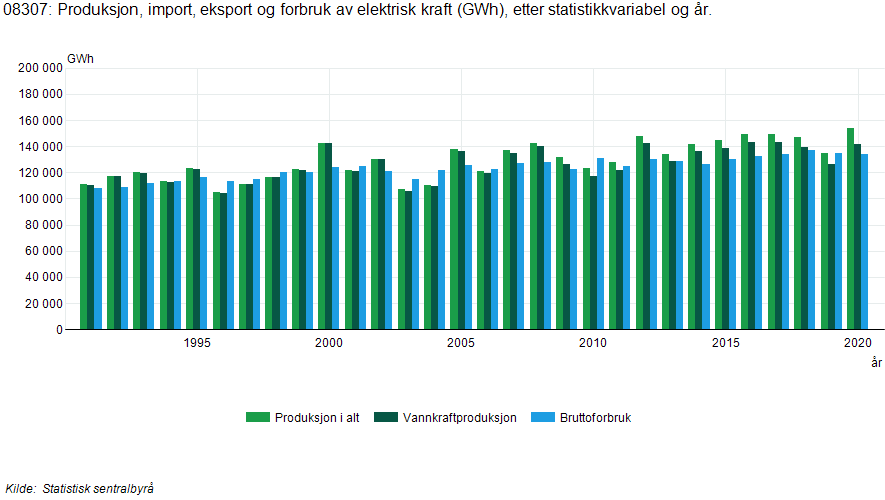 08307: Produksjon, import, eksport og forbruk av elektrisk kraft (GWh), etter statistikkvariabel og år.
GWh
200 000
180 000
160 000
140 000
120 000
100 000
80 000
60 000
40 000
20 000
0
1995 2000 2005 2010 2015 2020
år
Produksjon i alt Vannkraftproduksjon Bruttoforbruk
Kilde: Statistisk sentralbyrå